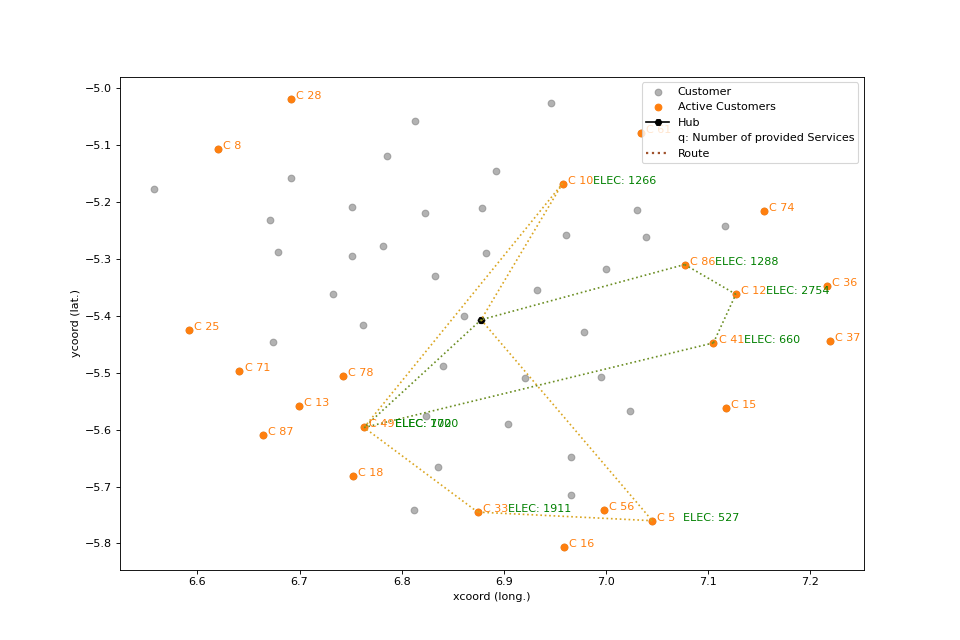 −5.0
−5.1
−5.2
−5.3
−5.4
−5.5
−5.6
−5.7
−5.8
ycoord (lat.)
6.6
6.7
6.8
6.9
7.0
7.1
7.2
xcoord (long.)
Customer
Active Customers
Hub
q: Number of provided Services
Route
C 28
C 8
C 10 ELEC: 1266
C 74
C 86 ELEC: 1288
C 12 ELEC: 2754
C 36
C 25
C 41 ELEC: 660
C 37
C 71
C 78
C 13
C 15
C 87
ELEC:
C 18
C 33 ELEC: 1911
C 56
C 5 ELEC: 527
C 16